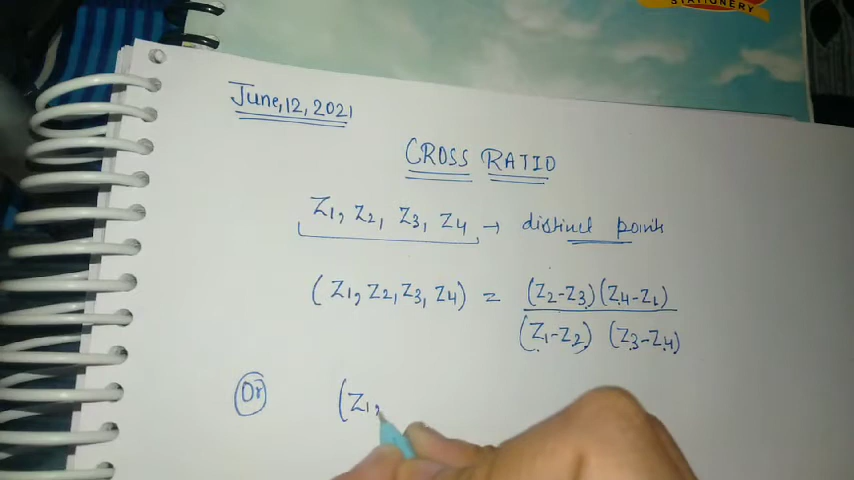 STATIONERY
June, 12, 2021
CROSS RATIO
Z1, Z2, Z3, Z4 → distinct points
(Z1, Z2, Z3, Z4) = (Z2-Z3)(Z4-Z1)
(Z1-Z2) (Z3-Z4)
Or (Z1,